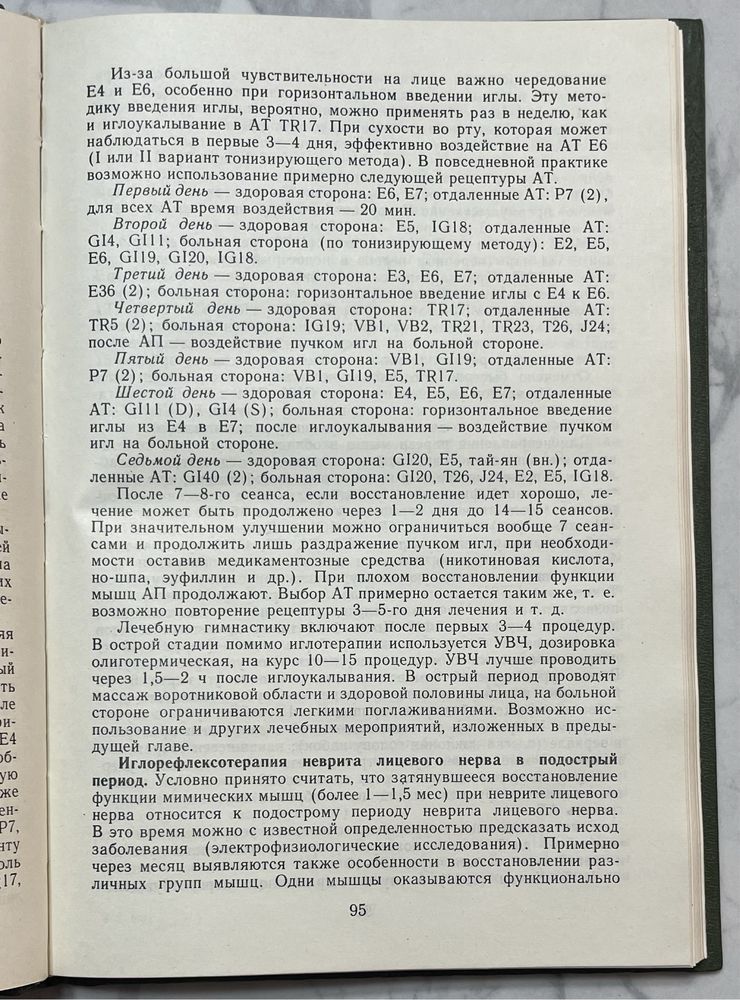 Из-за большой чувствительности на лице важно чередование
Е4 и Е6, особенно при горизонтальном введении иглы. Эту мето-
дику введения иглы, вероятно, можно применять раз в неделю, как
и иглоукалывание в АТ TR17. При сухости во рту, которая может
наблюдаться в первые 3—4 дня, эффективно воздействие на АТ Е6
(I или II вариант тонизирующего метода). В повседневной практике
возможно использование примерно следующей рецептуры АТ.
Первый день — здоровая сторона: Е6, Е7; отдаленные АТ: Р7 (2),
для всех АТ время воздействия — 20 мин.
Второй день — здоровая сторона: Е5, IG18; отдаленные АТ:
GI4, GI11; больная сторона (по тонизирующему методу): Е2, Е5,
Е6, GI19, GI20, IG18.
Третий день — здоровая сторона: Е3, Е6, Е7; отдаленные АТ:
Е36 (2); больная сторона: горизонтальное введение иглы с Е4 к Е6.
Четвертый день — здоровая сторона: TR17; отдаленные АТ:
TR5 (2); больная сторона: IG19; VB1, VB2, TR21, TR23, T26, J24;
после АП — воздействие пучком игл на больной стороне.
Пятый день — здоровая сторона: VB1, GI19; отдаленные АТ:
Р7 (2); больная сторона: VB1, GI19, E5, TR17.
Шестой день — здоровая сторона: Е4, Е5, Е6, Е7; отдаленные
АТ: GI11 (D), GI4 (S); больная сторона: горизонтальное введение
иглы из Е4 в Е7; после иглоукалывания — воздействие пучком
игл на больной стороне.
Седьмой день — здоровая сторона: GI20, Е5, тай-ян (вн.); отда-
ленные АТ: GI40 (2); больная сторона: GI20, T26, J24, E2, E5, IG18.
После 7—8-го сеанса, если восстановление идет хорошо, ле-
чение может быть продолжено через 1—2 дня до 14—15 сеансов.
При значительном улучшении можно ограничиться вообще 7 сеан-
сами и продолжить лишь раздражение пучком игл, при необходи-
мости оставив медикаментозные средства (никотиновая кислота,
но-шпа, эуфиллин и др.). При плохом восстановлении функции
мышц АП продолжают. Выбор АТ примерно остается таким же, т. е.
возможно повторение рецептуры 3—5-го дня лечения и т. д.
Лечебную гимнастику включают после первых 3—4 процедур.
В острой стадии помимо иглотерапии используется УВЧ, дозировка
олиготермическая, на курс 10—15 процедур. УВЧ лучше проводить
через 1,5—2 ч после иглоукалывания. В острый период проводят
массаж воротниковой области и здоровой половины лица, на больной
стороне ограничиваются легкими поглаживаниями. Возможно ис-
пользование и других лечебных мероприятий, изложенных в преды-
дущей главе.
Иглорефлексотерапия неврита лицевого нерва в подострый
период. Условно принято считать, что затянувшееся восстановление
функции мимических мышц (более 1—1,5 мес) при неврите лицевого
нерва относится к подострому периоду неврита лицевого нерва.
В это время можно с известной определенностью предсказать исход
заболевания (электрофизиологические исследования). Примерно
через месяц выявляются также особенности в восстановлении раз-
личных групп мышц. Одни мышцы оказываются функционально
95